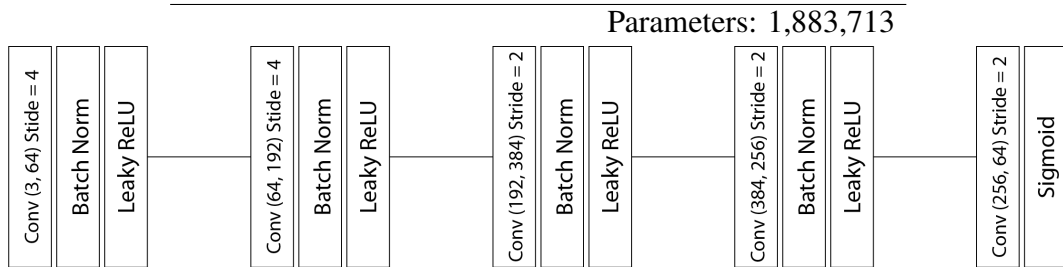 Parameters: 1,883,713
Conv (3, 64) Stide = 4
Batch Norm
Leaky ReLU
Conv (64, 192) Stide = 4
Batch Norm
Leaky ReLU
Conv (192, 384) Stride = 2
Batch Norm
Leaky ReLU
Conv (384, 256) Stride = 2
Batch Norm
Leaky ReLU
Conv (256, 64) Stride = 2
Sigmoid